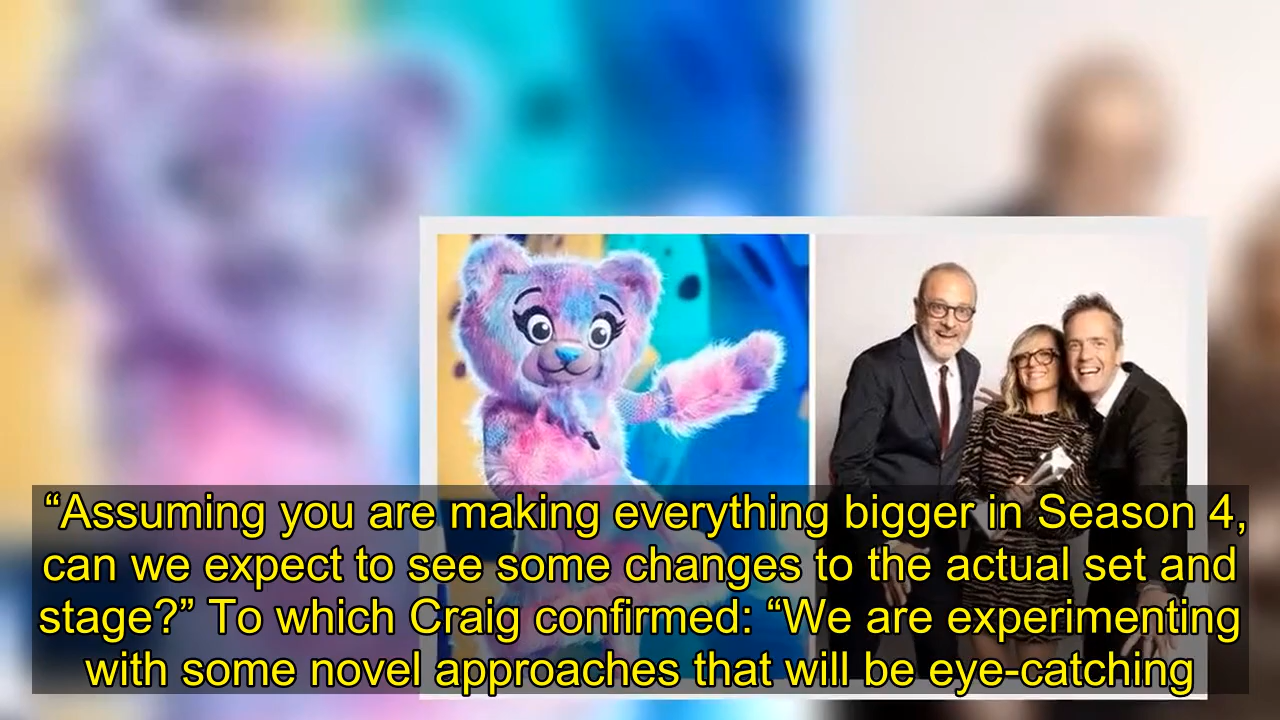 “Assuming you are making everything bigger in Season 4,
can we expect to see some changes to the actual set and
stage?” To which Craig confirmed: “We are experimenting
with some novel approaches that will be eye-catching